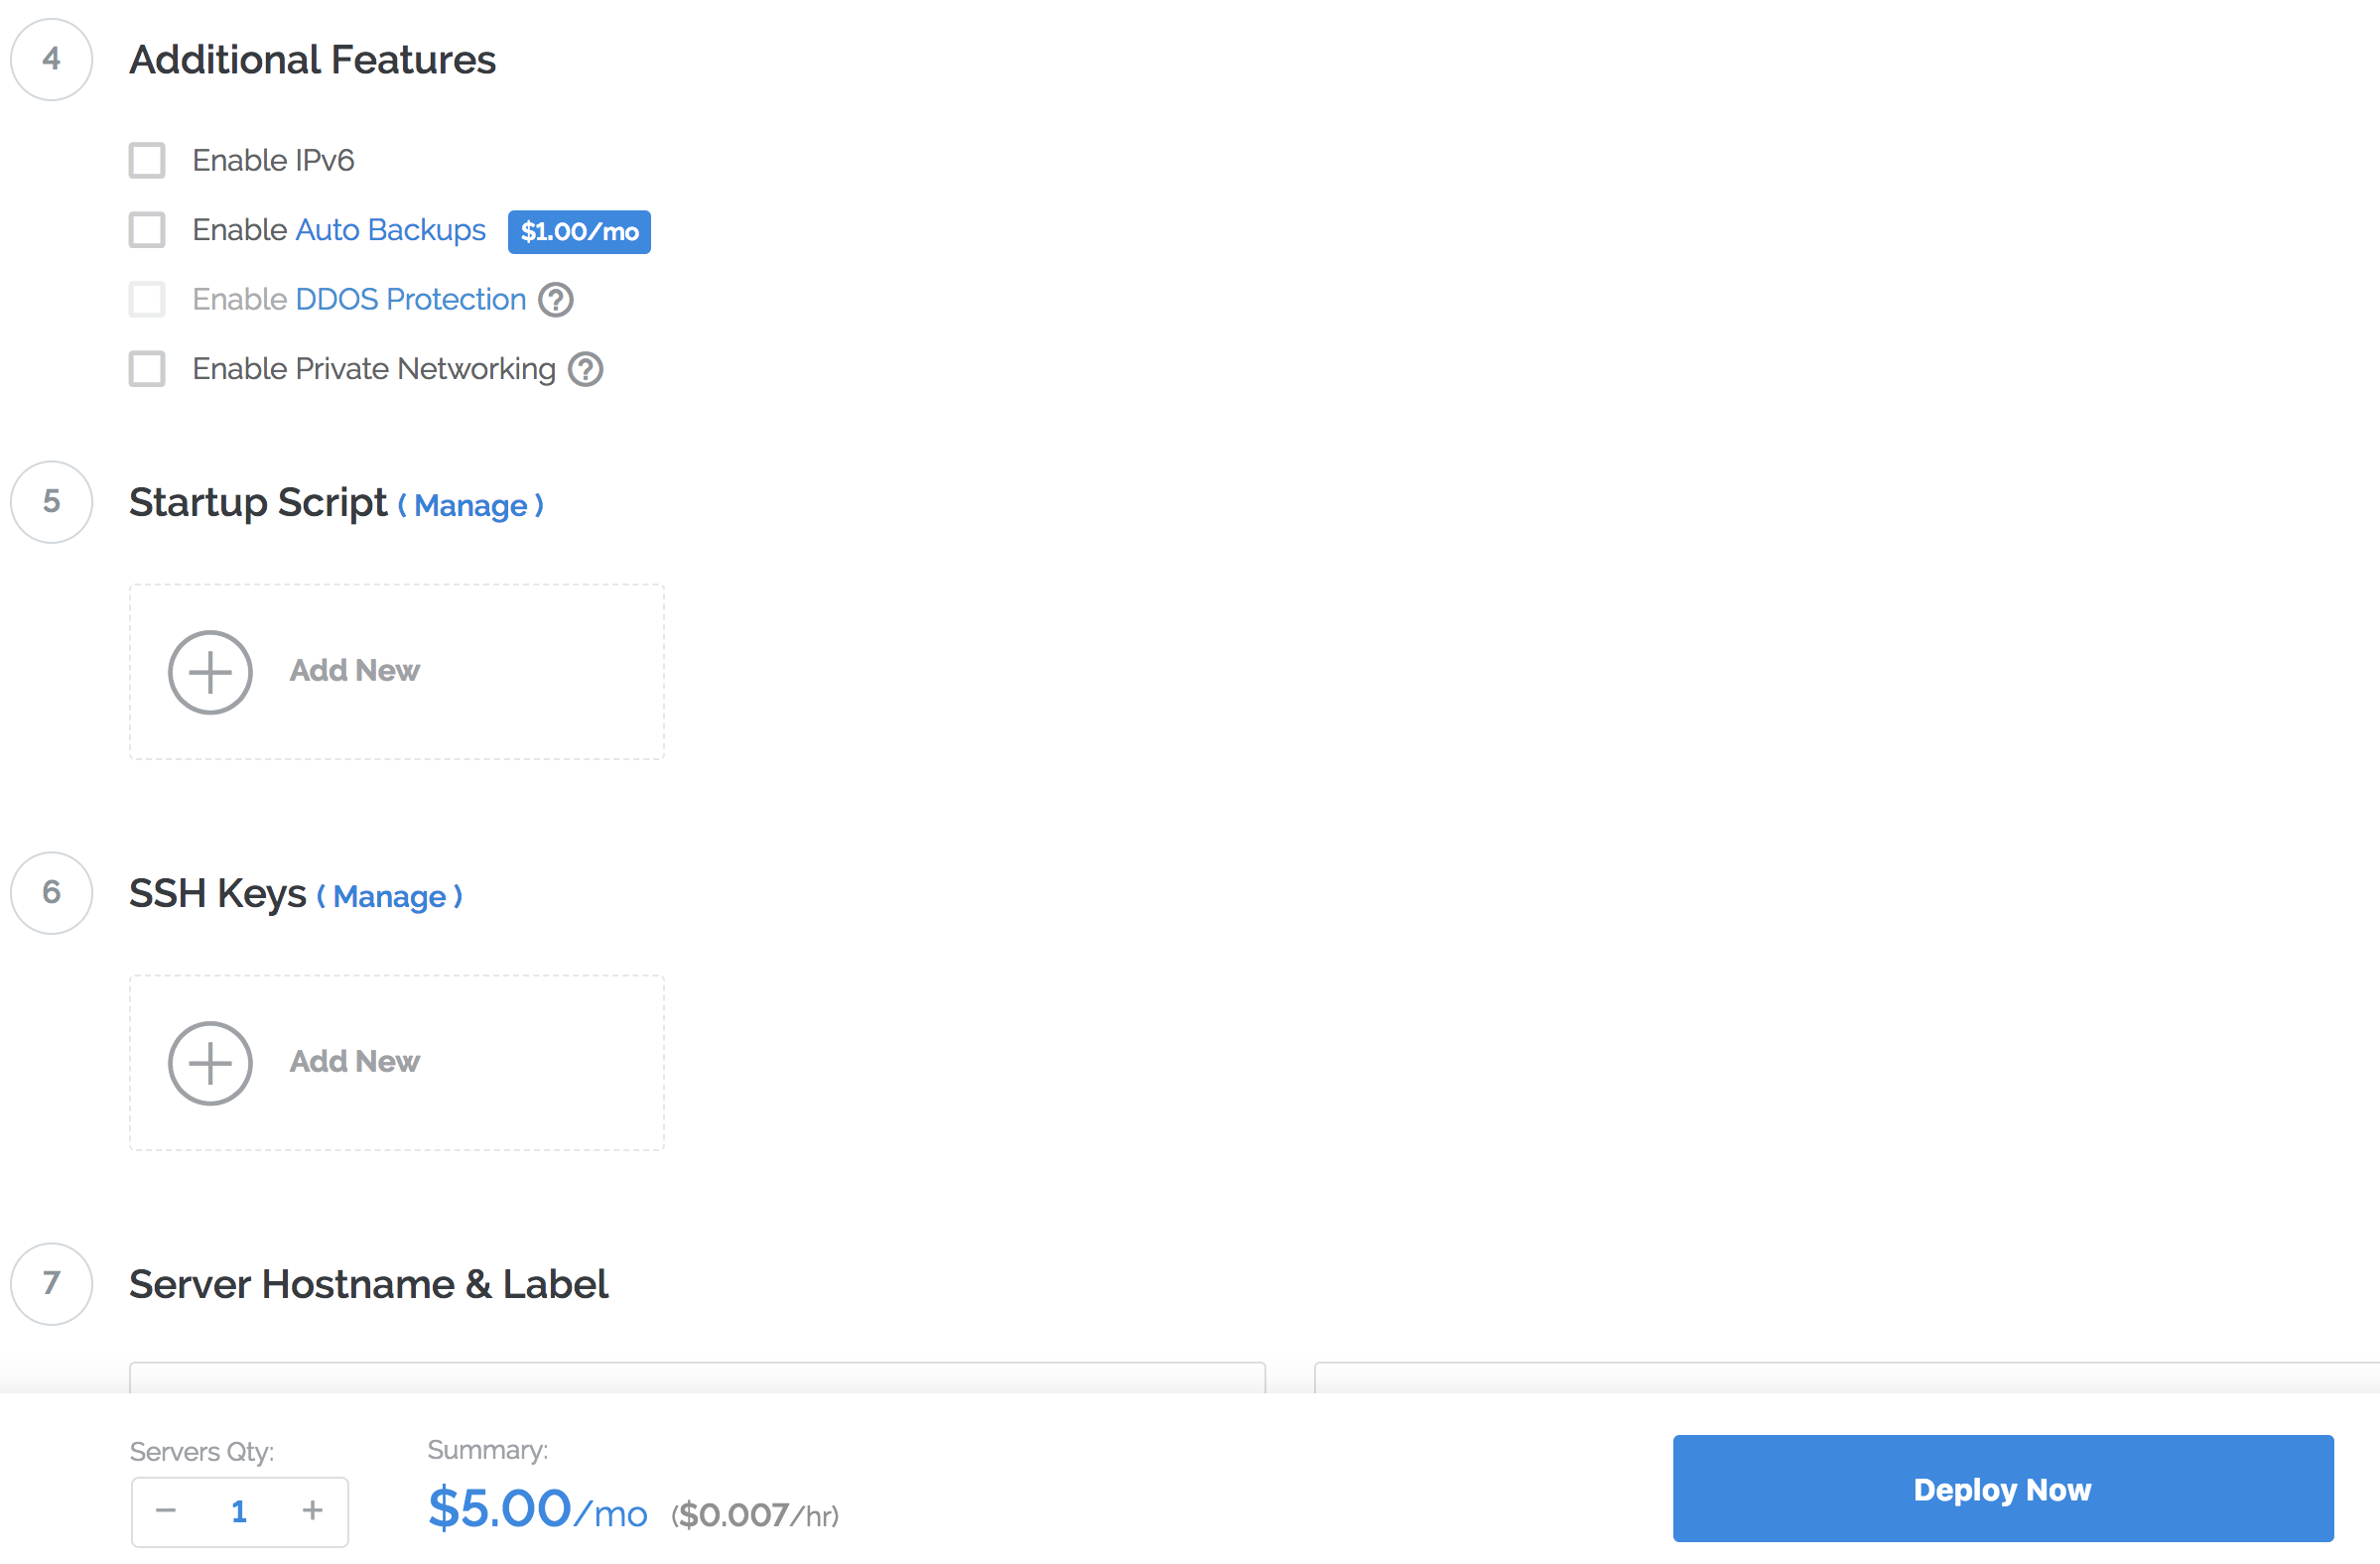 4 Additional Features
Enable IPv6
Enable Auto Backups $1.00/mo
Enable DDOS Protection ?
Enable Private Networking ?
5 Startup Script ( Manage )
Add New
6 SSH Keys ( Manage )
Add New
7 Server Hostname & Label
Servers Qty:
− 1 +
Summary:
$5.00/mo ($0.007/hr)
Deploy Now